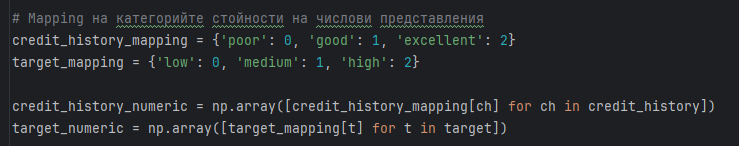 # Mapping на категорийте стойности на числови представления
credit_history_mapping = {'poor': 0, 'good': 1, 'excellent': 2}
target_mapping = {'low': 0, 'medium': 1, 'high': 2}
credit_history_numeric = np.array([credit_history_mapping[ch] for ch in credit_history])
target_numeric = np.array([target_mapping[t] for t in target])